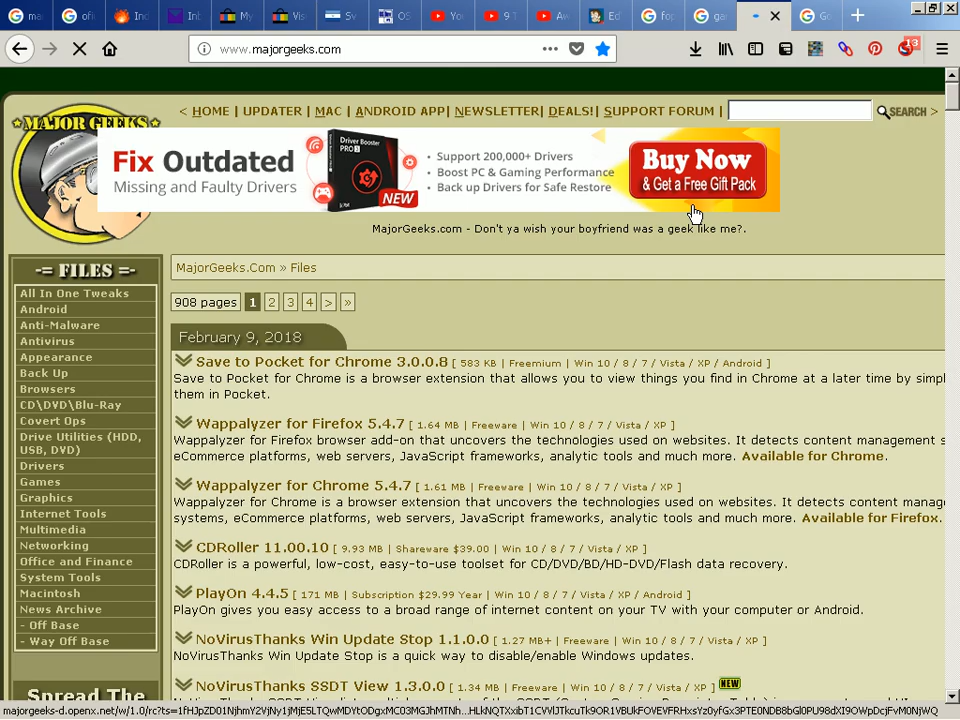 ma
ofi
Ind
Inb
My
Vis
Sv
OS
Yo
9 T
Av
Ed
fo
ga
Go
13
www.majorgeeks.com
MAJOR GEEKS
< HOME | UPDATER | MAC | ANDROID APP| NEWSLETTER| DEALS!| SUPPORT FORUM | SEARCH >
Fix Outdated
Missing and Faulty Drivers
Driver Booster
PRO
NEW
• Support 200,000+ Drivers
• Boost PC & Gaming Performance
• Back up Drivers for Safe Restore
Buy Now
& Get a Free Gift Pack
MajorGeeks.com - Don't ya wish your boyfriend was a geek like me?.
-= FILES =-
All In One Tweaks
Android
Anti-Malware
Antivirus
Appearance
Back Up
Browsers
CD\DVD\Blu-Ray
Covert Ops
Drive Utilities (HDD,
USB, DVD)
Drivers
Games
Graphics
Internet Tools
Multimedia
Networking
Office and Finance
System Tools
Macintosh
News Archive
- Off Base
- Way Off Base
Spread The
MajorGeeks.Com » Files
908 pages 1 2 3 4 > »
February 9, 2018
Save to Pocket for Chrome 3.0.0.8 [ 583 KB | Freemium | Win 10 / 8 / 7 / Vista / XP / Android ]
Save to Pocket for Chrome is a browser extension that allows you to view things you find in Chrome at a later time by simpl
them in Pocket.
Wappalyzer for Firefox 5.4.7 [ 1.64 MB | Freeware | Win 10 / 8 / 7 / Vista / XP ]
Wappalyzer for Firefox browser add-on that uncovers the technologies used on websites. It detects content management s
eCommerce platforms, web servers, JavaScript frameworks, analytic tools and much more. Available for Chrome.
Wappalyzer for Chrome 5.4.7 [ 1.61 MB | Freeware | Win 10 / 8 / 7 / Vista / XP ]
Wappalyzer for Chrome is a browser extension that uncovers the technologies used on websites. It detects content manage
systems, eCommerce platforms, web servers, JavaScript frameworks, analytic tools and much more. Available for Firefox.
CDRoller 11.00.10 [ 9.93 MB | Shareware $39.00 | Win 10 / 8 / 7 / Vista / XP ]
CDRoller is a powerful, low-cost, easy-to-use toolset for CD/DVD/BD/HD-DVD/Flash data recovery.
PlayOn 4.4.5 [ 171 MB | Subscription $29.99 Year | Win 10 / 8 / 7 / Vista / XP / Android ]
PlayOn gives you easy access to a broad range of internet content on your TV with your computer or Android.
NoVirusThanks Win Update Stop 1.1.0.0 [ 1.27 MB+ | Freeware | Win 10 / 8 / 7 / Vista / XP ]
NoVirusThanks Win Update Stop is a quick way to disable/enable Windows updates.
NoVirusThanks SSDT View 1.3.0.0 [ 1.34 MB | Freeware | Win 10 / 8 / 7 / Vista / XP ] NEW